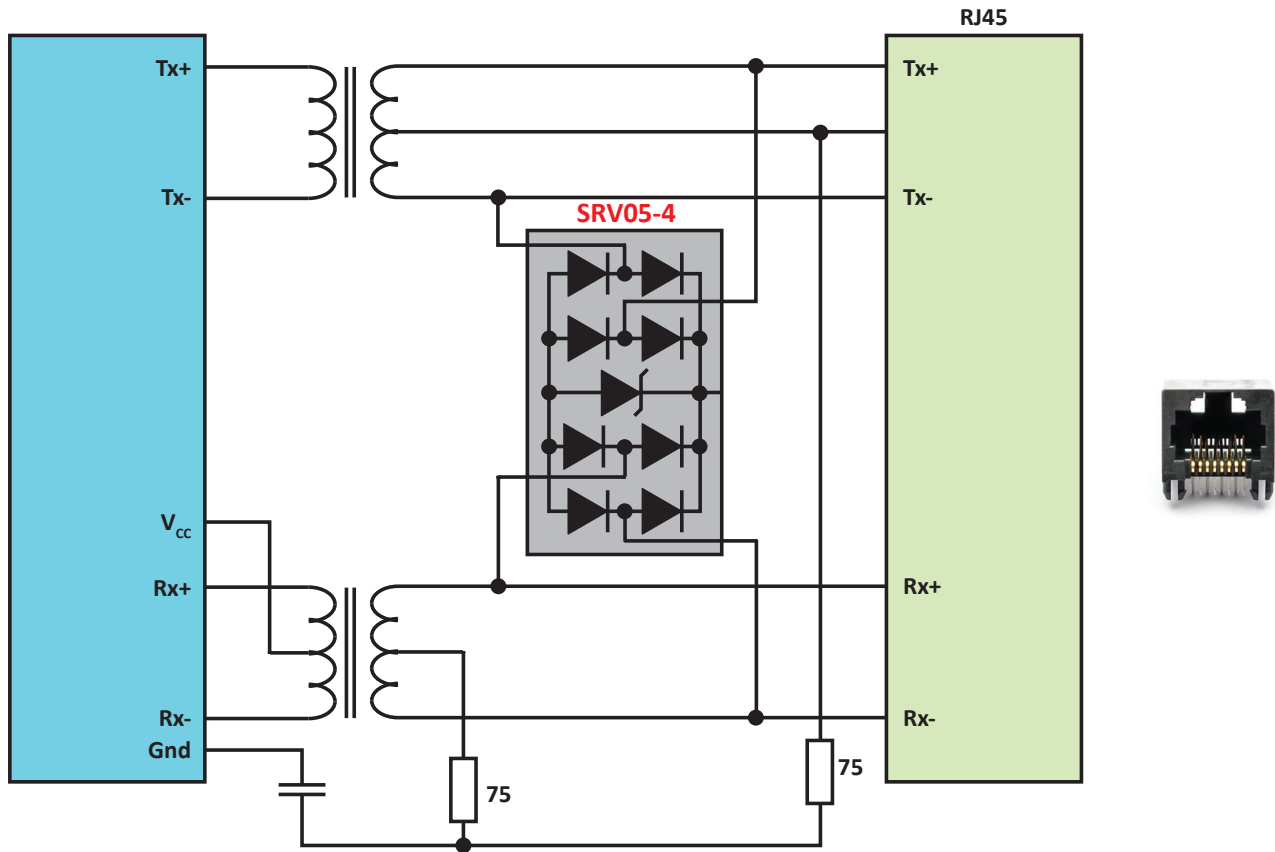 RJ45
Tx+
Tx+
Tx-
Tx-
SRV05-4
Vcc
Rx+
Rx+
Rx-
Rx-
Gnd
75
75